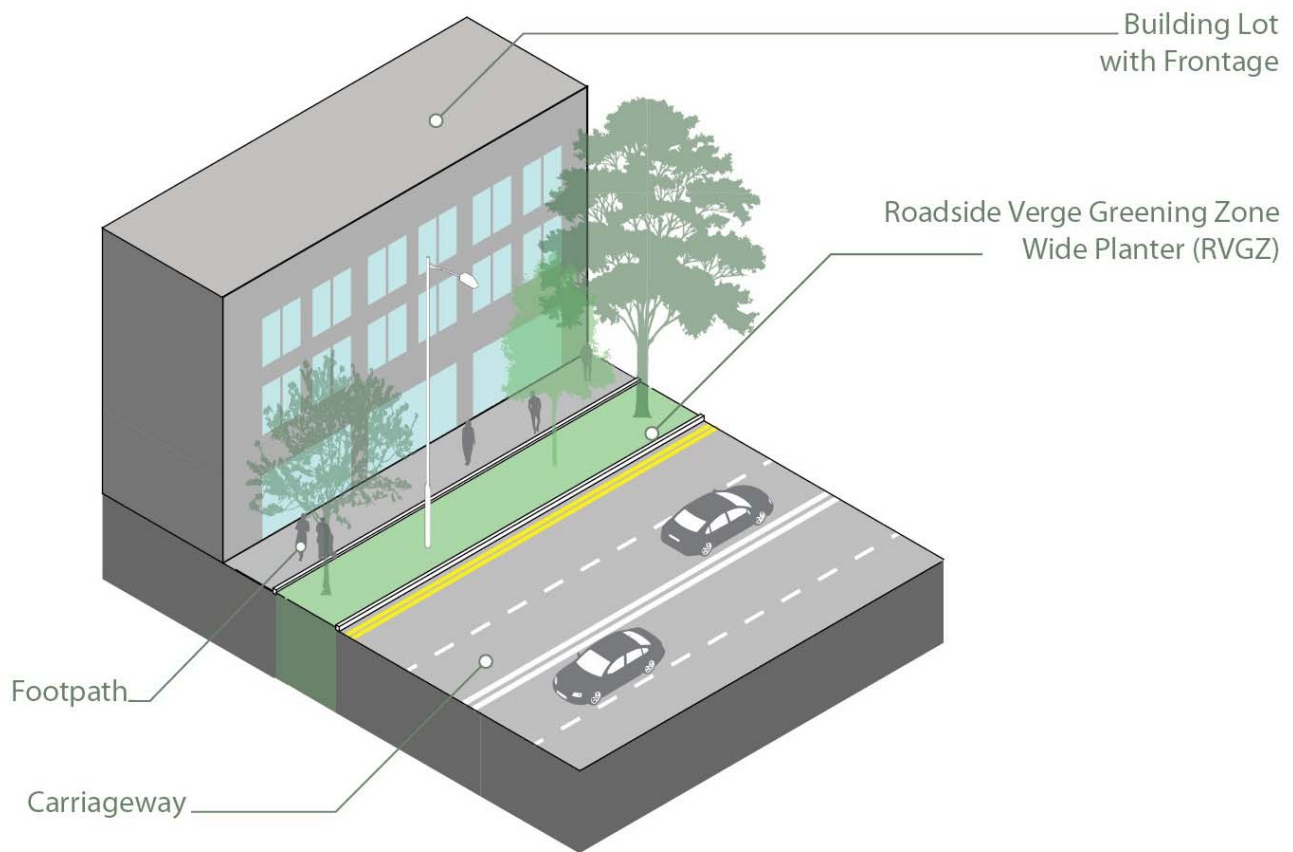 Building Lot
with Frontage
Roadside Verge Greening Zone
Wide Planter (RVGZ)
Footpath
Carriageway